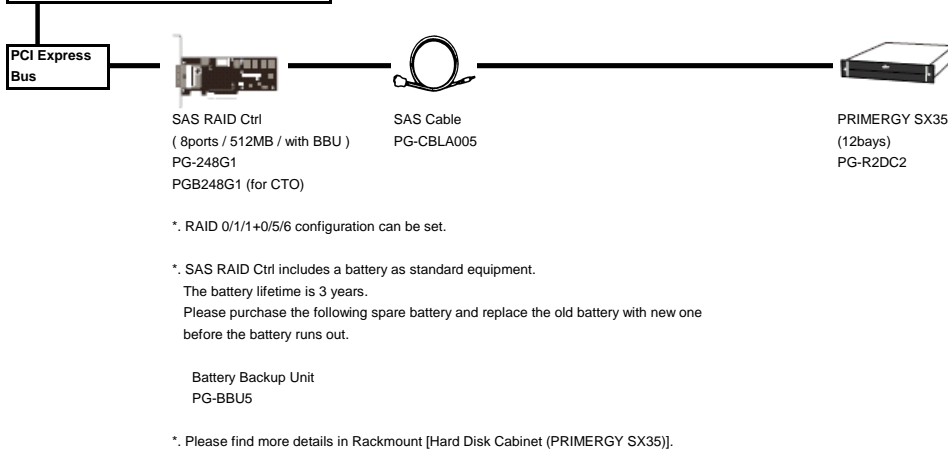 PCI Express
Bus
SAS RAID Ctrl
( 8ports / 512MB / with BBU )
PG-248G1
PGB248G1 (for CTO)
SAS Cable
PG-CBLA005
PRIMERGY SX35
(12bays)
PG-R2DC2
*. RAID 0/1/1+0/5/6 configuration can be set.
*. SAS RAID Ctrl includes a battery as standard equipment.
The battery lifetime is 3 years.
Please purchase the following spare battery and replace the old battery with new one
before the battery runs out.
Battery Backup Unit
PG-BBU5
*. Please find more details in Rackmount [Hard Disk Cabinet (PRIMERGY SX35)].